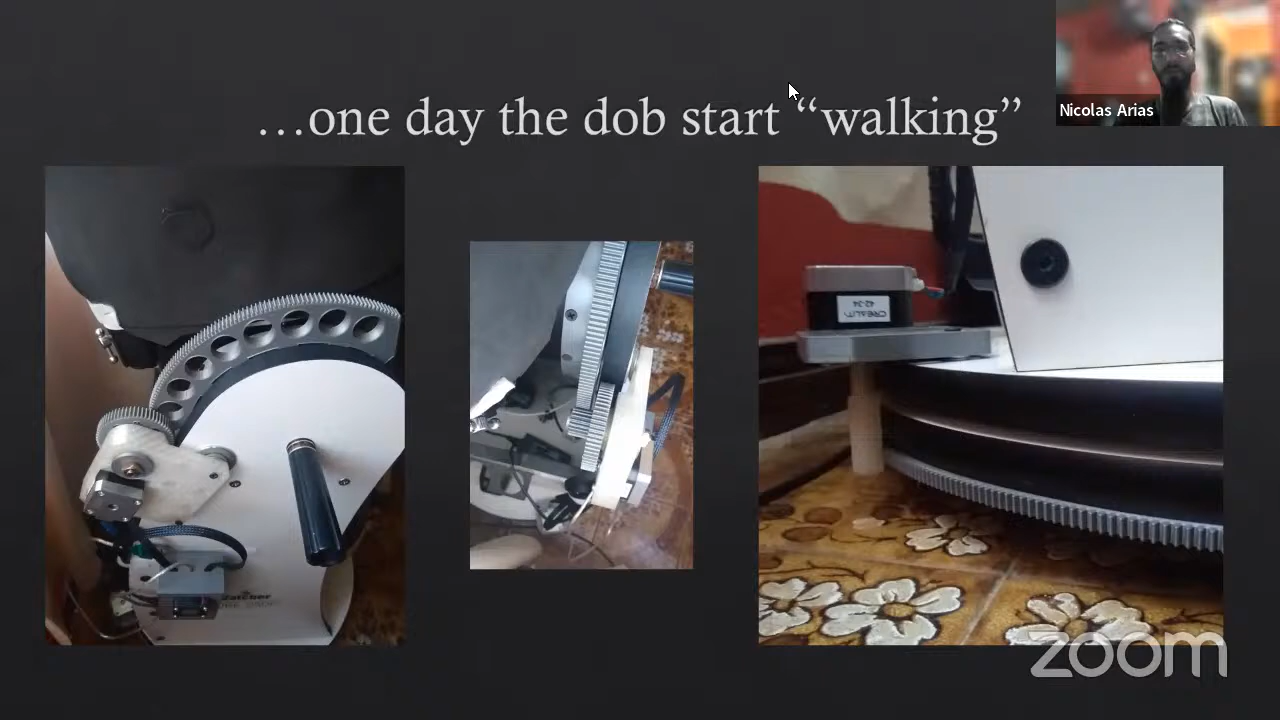 …one day the dob start “walking”
Nicolas Arias
CREALITY
42-34
zoom